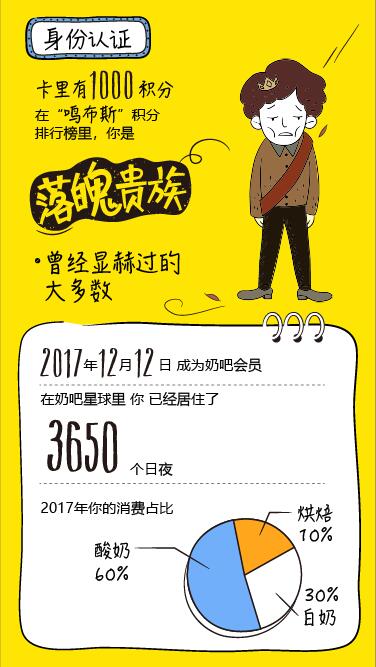 身份认证
卡里有1000积分
在“鸣布斯”积分
排行榜里，你是
落魄贵族
·曾经显赫过的
大多数
2017年12月12日 成为奶吧会员
在奶吧星球里 你 已经居住了
3650 个日夜
2017年你的消费占比
烘焙
10%
酸奶
60%
30%
白奶